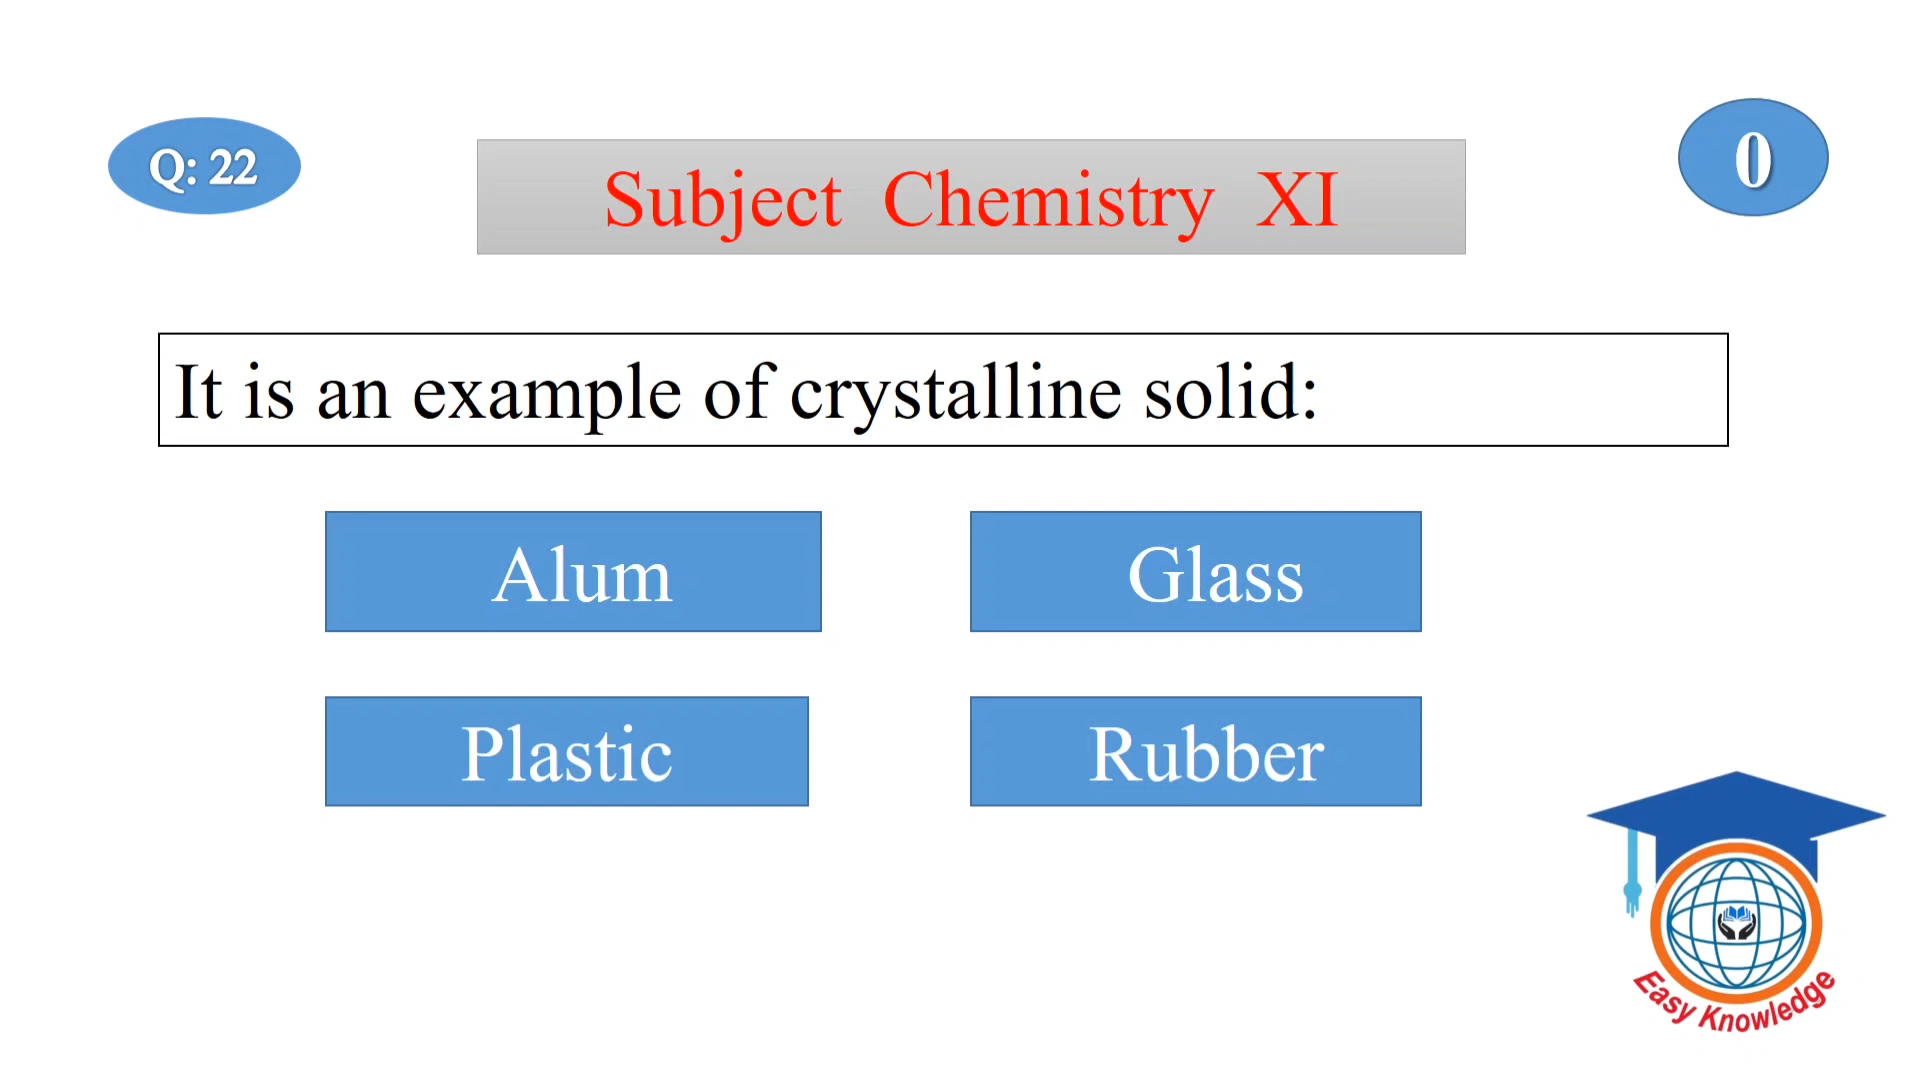 Q: 22
Subject Chemistry XI
0
It is an example of crystalline solid:
Alum
Glass
Plastic
Rubber
Easy Knowledge